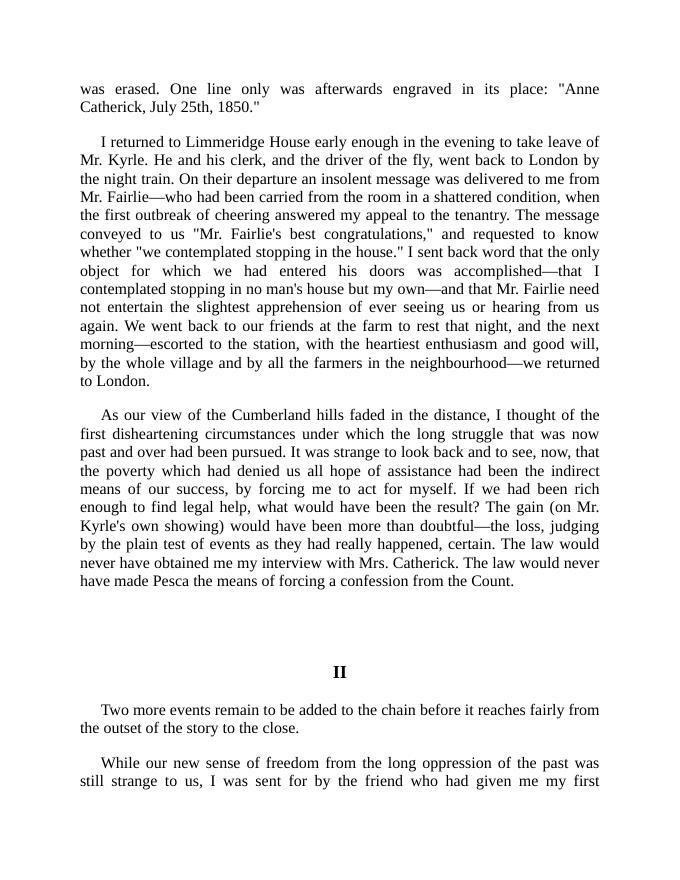 was erased. One line only was afterwards engraved in its place: "Anne
Catherick, July 25th, 1850."
I returned to Limmeridge House early enough in the evening to take leave of
Mr. Kyrle. He and his clerk, and the driver of the fly, went back to London by
the night train. On their departure an insolent message was delivered to me from
Mr. Fairlie—who had been carried from the room in a shattered condition, when
the first outbreak of cheering answered my appeal to the tenantry. The message
conveyed to us "Mr. Fairlie's best congratulations," and requested to know
whether "we contemplated stopping in the house." I sent back word that the only
object for which we had entered his doors was accomplished—that I
contemplated stopping in no man's house but my own—and that Mr. Fairlie need
not entertain the slightest apprehension of ever seeing us or hearing from us
again. We went back to our friends at the farm to rest that night, and the next
morning—escorted to the station, with the heartiest enthusiasm and good will,
by the whole village and by all the farmers in the neighbourhood—we returned
to London.
As our view of the Cumberland hills faded in the distance, I thought of the
first disheartening circumstances under which the long struggle that was now
past and over had been pursued. It was strange to look back and to see, now, that
the poverty which had denied us all hope of assistance had been the indirect
means of our success, by forcing me to act for myself. If we had been rich
enough to find legal help, what would have been the result? The gain (on Mr.
Kyrle's own showing) would have been more than doubtful—the loss, judging
by the plain test of events as they had really happened, certain. The law would
never have obtained me my interview with Mrs. Catherick. The law would never
have made Pesca the means of forcing a confession from the Count.
II
Two more events remain to be added to the chain before it reaches fairly from
the outset of the story to the close.
While our new sense of freedom from the long oppression of the past was
still strange to us, I was sent for by the friend who had given me my first